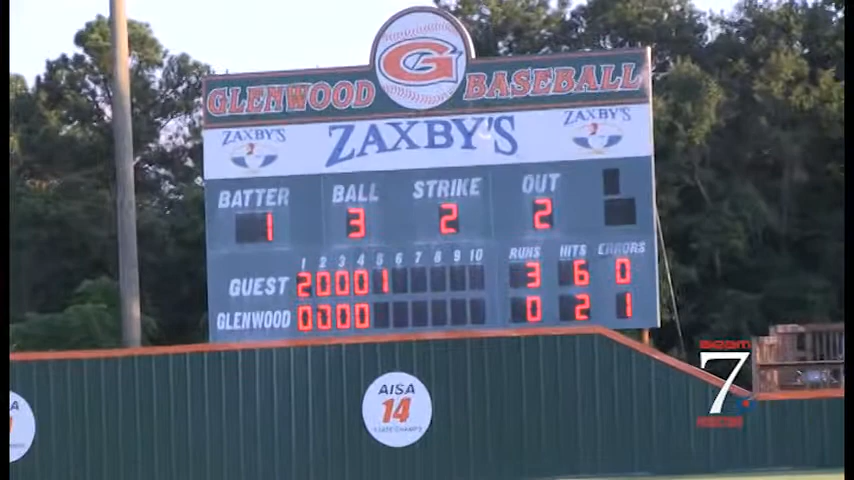 G
GLENWOOD BASEBALL
ZAXBY'S ZAXBY'S ZAXBY'S
BATTER BALL STRIKE OUT
1 3 2 2
1 2 3 4 5 6 7 8 9 10 RUNS HITS ERRORS
GUEST 2 0 0 0 1 3 6 0
GLENWOOD 0 0 0 0 0 2 1
AISA
14
STATE CHAMPS
7